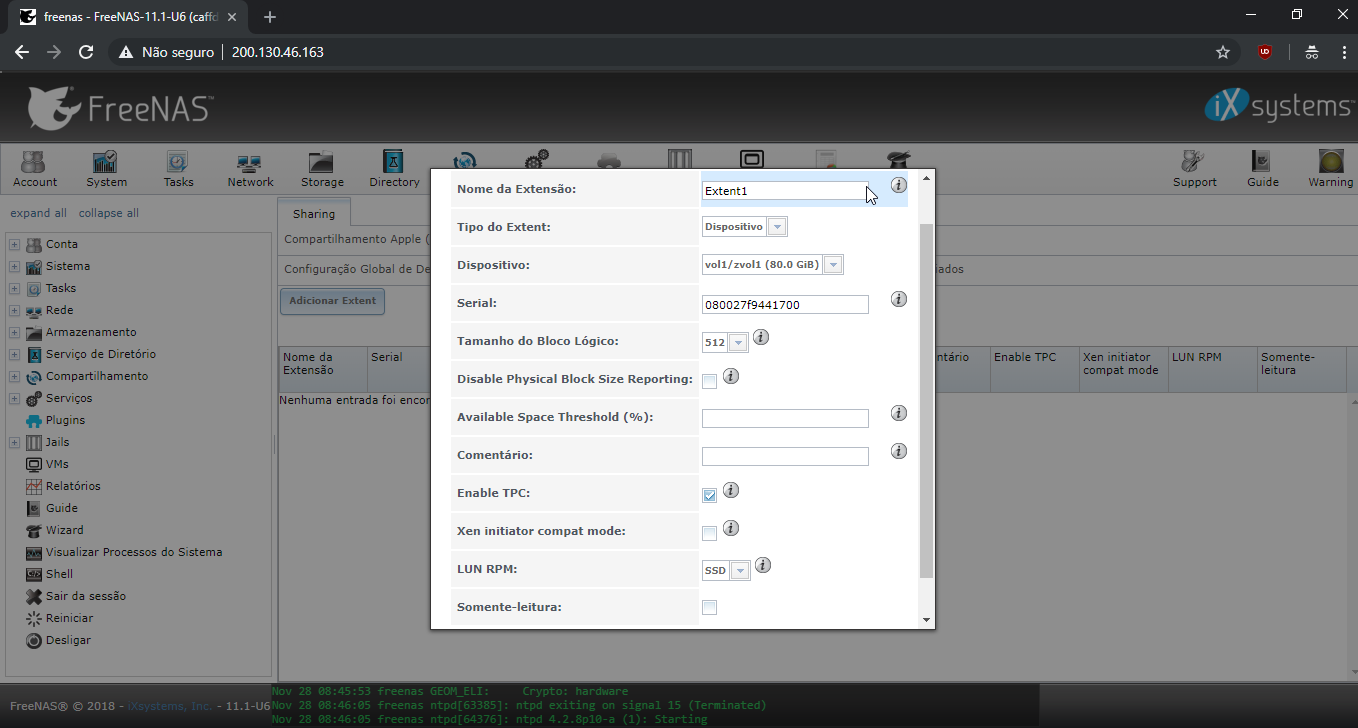 freenas - FreeNAS-11.1-U6 (caffd
Não seguro 200.130.46.163
UD
FreeNAS™
iXsystems™
Account System Tasks Network Storage Directory Support Guide Warning
expand all collapse all
Sharing
Compartilhamento Apple (
Configuração Global de De
iados
Adicionar Extent
Nome da Extensão
Serial
ntário
Enable TPC
Xen initiator compat mode
LUN RPM
Somente-leitura
Nenhuma entrada foi encor
Conta
Sistema
Tasks
Rede
Armazenamento
Serviço de Diretório
Compartilhamento
Serviços
Plugins
Jails
VMs
Relatórios
Guide
Wizard
Visualizar Processos do Sistema
Shell
Sair da sessão
Reiniciar
Desligar
Nome da Extensão: Extent1
Tipo do Extent: Dispositivo
Dispositivo: vol1/zvol1 (80.0 GiB)
Serial: 080027f9441700
Tamanho do Bloco Lógico: 512
Disable Physical Block Size Reporting:
Available Space Threshold (%):
Comentário:
Enable TPC:
Xen initiator compat mode:
LUN RPM: SSD
Somente-leitura:
FreeNAS® © 2018 - iXsystems, Inc. - 11.1-U6
Nov 28 08:45:53 freenas GEOM_ELI: Crypto: hardware
Nov 28 08:46:05 freenas ntpd[63385]: ntpd exiting on signal 15 (Terminated)
Nov 28 08:46:05 freenas ntpd[64376]: ntpd 4.2.8p10-a (1): Starting